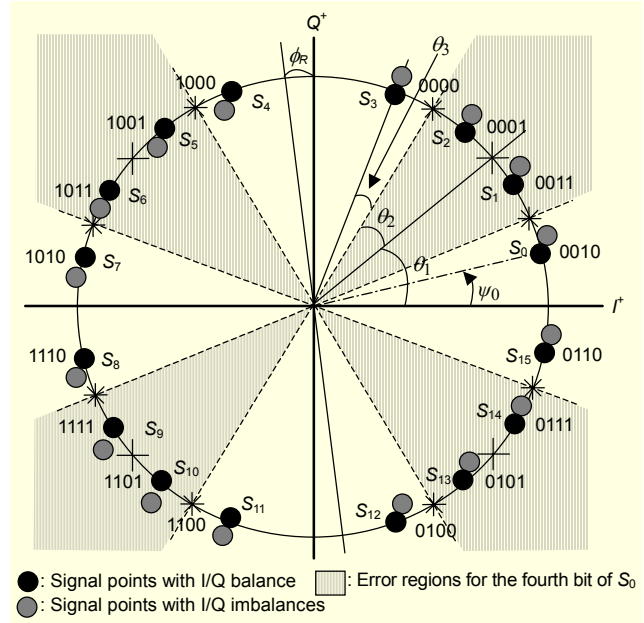 Q+
ϕR
θ3
1000
0000
S4
S3
1001
S5
S2
0001
1011
S6
S1
0011
θ2
θ1
1010
S7
S0
0010
ψ0
I+
1110
S8
S15
0110
1111
S9
S14
0111
1101
S10
S13
0101
1100
S11
S12
0100
: Signal points with I/Q balance
: Error regions for the fourth bit of S0
: Signal points with I/Q imbalances